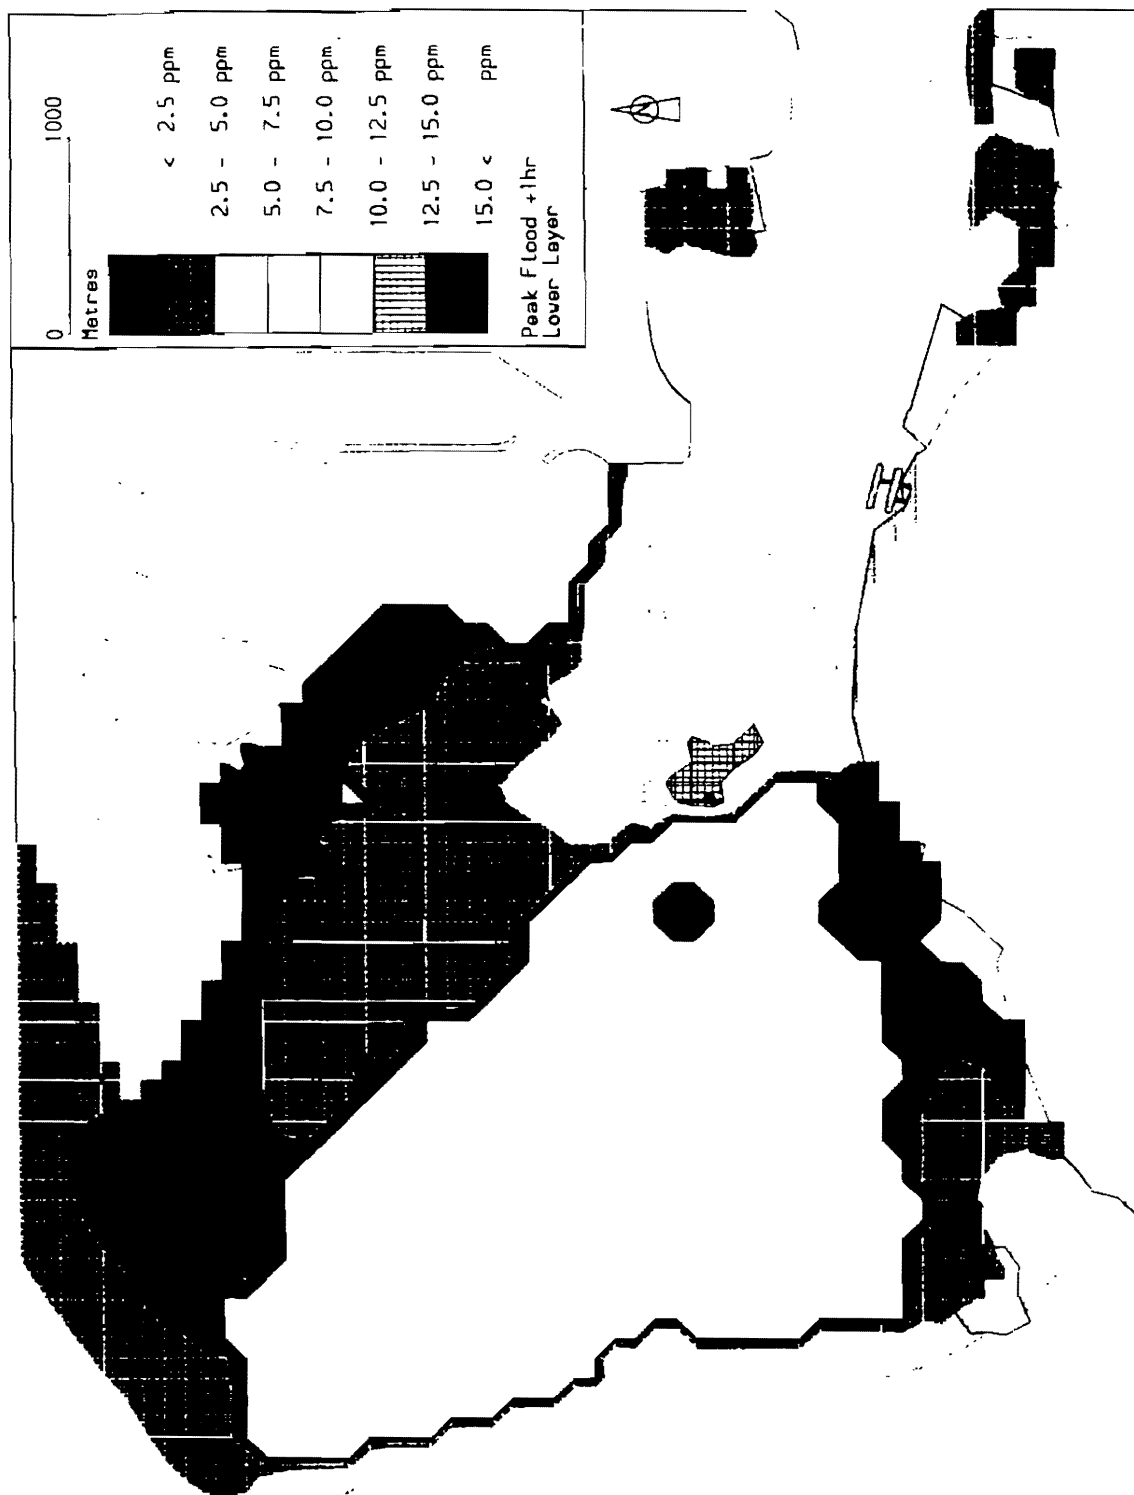 0 1000
Metres
< 2.5 ppm
2.5 - 5.0 ppm
5.0 - 7.5 ppm
7.5 - 10.0 ppm
10.0 - 12.5 ppm
12.5 - 15.0 ppm
15.0 < ppm
Peak Flood +1hr
Lower Layer
N